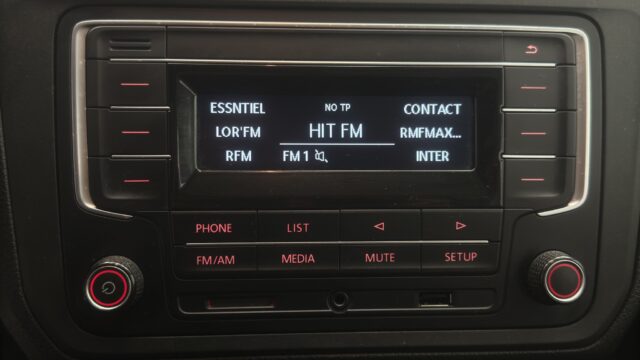 ESSNTIEL NO TP CONTACT
LOR'FM HIT FM RMFMAX...
RFM FM 1 INTER
PHONE LIST
FM/AM MEDIA MUTE SETUP